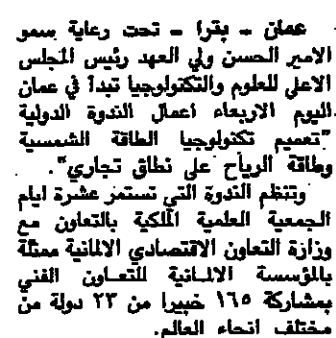 عمان - بترا - تحت رعاية سمو
الامير الحسن ولي العهد رئيس المجلس
الاعلى للعلوم والتكنولوجيا تبدأ في عمان
اليوم الاربعاء اعمال الندوة الدولية
"تعميم تكنولوجيا الطاقة الشمسية
وطاقة الرياح على نطاق تجاري".
وتنظم الندوة التي تستمر عشرة ايام
الجمعية العلمية الملكية بالتعاون مع
وزارة التعاون الاقتصادي الالمانية ممثلة
بالمؤسسة الالمانية للتعاون الفني
بمشاركة ١٦٥ خبيرا من ٢٣ دولة من
مختلف انحاء العالم.